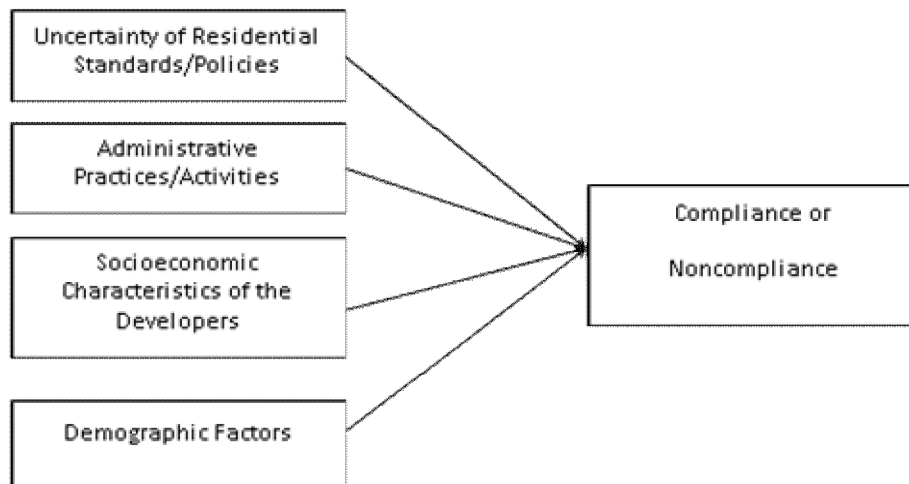 Uncertainty of Residential
Standards/Policies
Administrative
Practices/Activities
Socioeconomic
Characteristics of the
Developers
Demographic Factors
Compliance or
Noncompliance